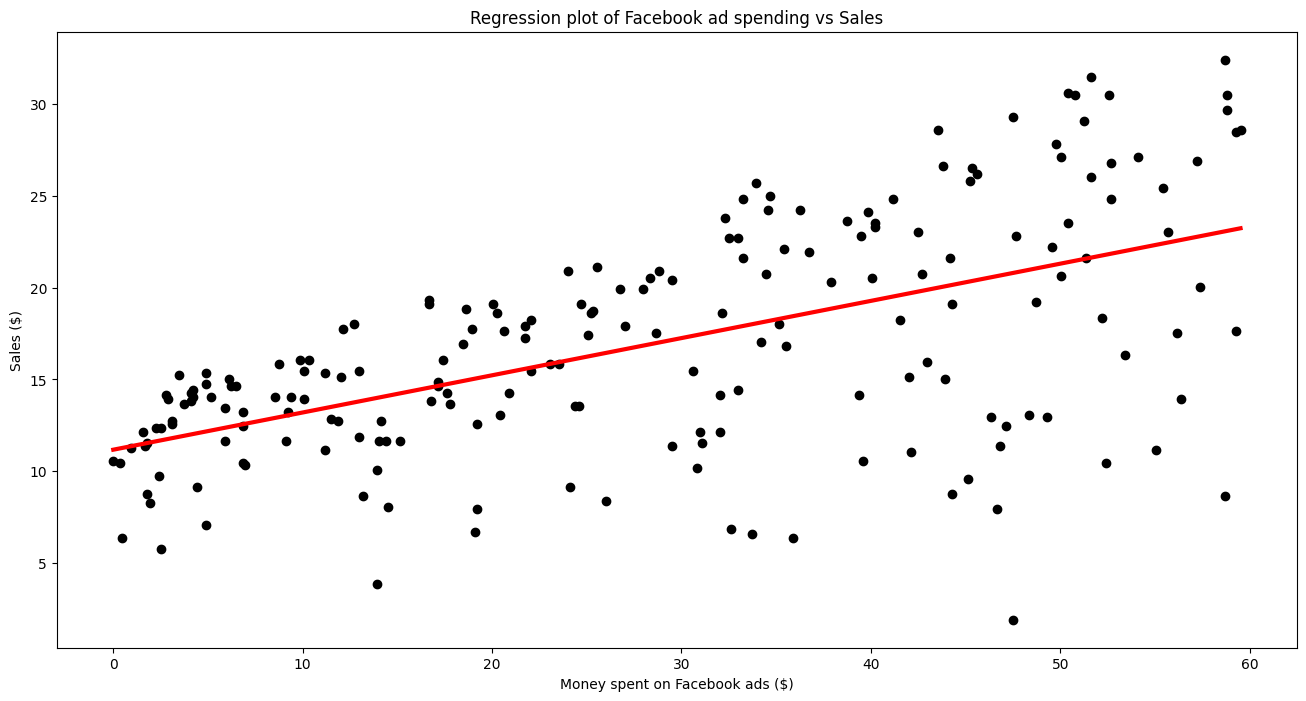 Regression plot of Facebook ad spending vs Sales
30
25
20
15
10
5
Sales ($)
0 10 20 30 40 50 60
Money spent on Facebook ads ($)